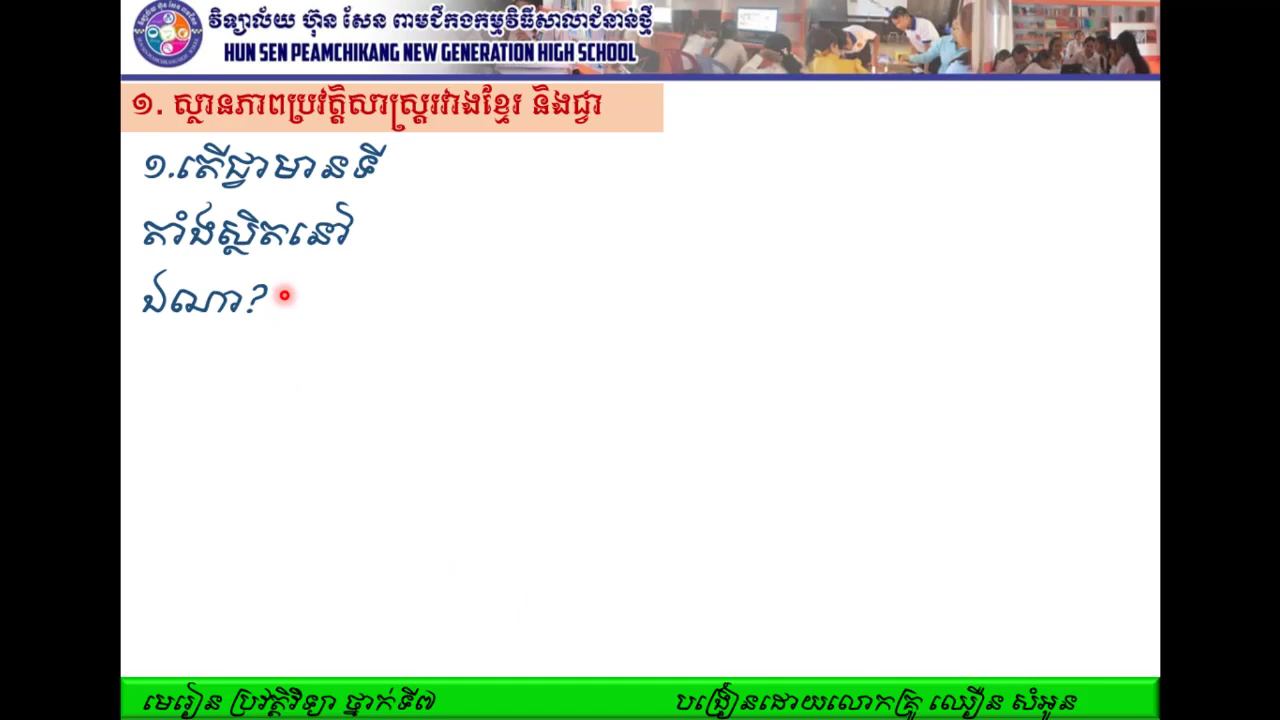 វិទ្យាល័យ ហ៊ុន សែន ពាមជីកងកម្មវិធីសាលាជំនាន់ថ្មី
HUN SEN PEAMCHIKANG NEW GENERATION HIGH SCHOOL
១. ស្ថានភាពប្រវត្តិសាស្ត្ររវាងខ្មែរ និងជ្វា
១.តើជ្វាមានទី
តាំងស្ថិតនៅ
ឯណា?
មេរៀន ប្រវត្តិវិទ្យា ថ្នាក់ទី៧
បង្រៀនដោយលោកគ្រូ ឈឿន សំអូន